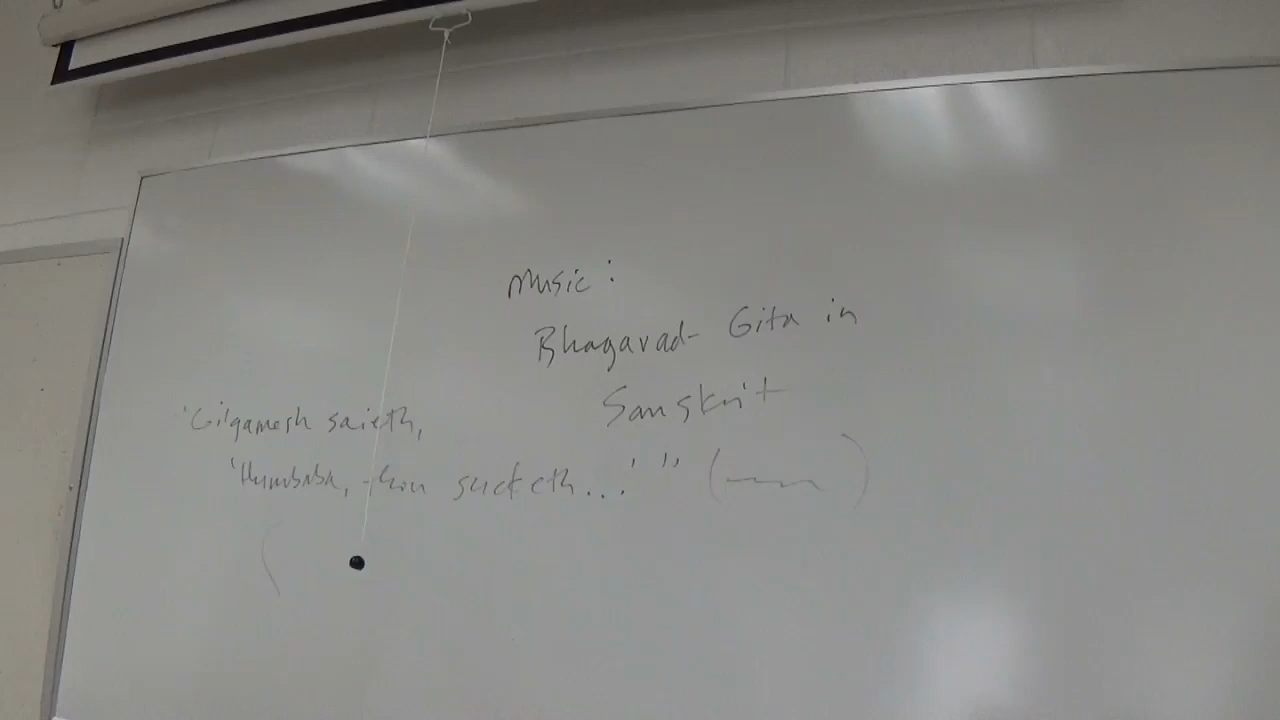 Music:
Bhagavad-Gita in
Sanskrit
'Gilgamesh saieth,
'Humbaba, thou sucketh...' '' (
)
(